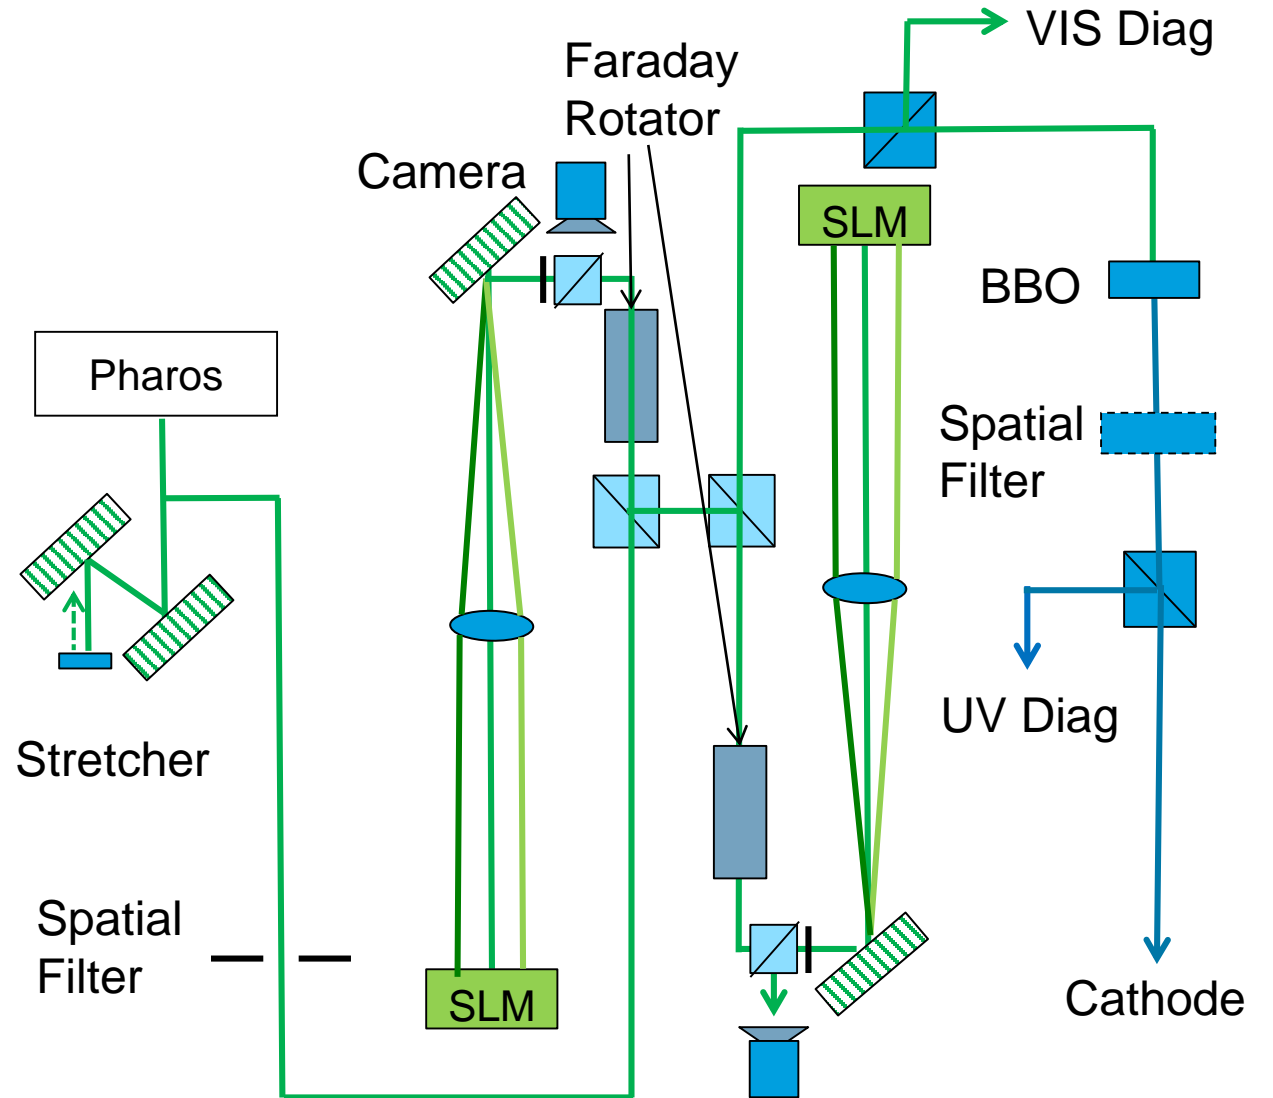 VIS Diag
Faraday
Rotator
Camera
SLM
BBO
Pharos
Spatial
Filter
UV Diag
Stretcher
Spatial
Filter
SLM
Cathode